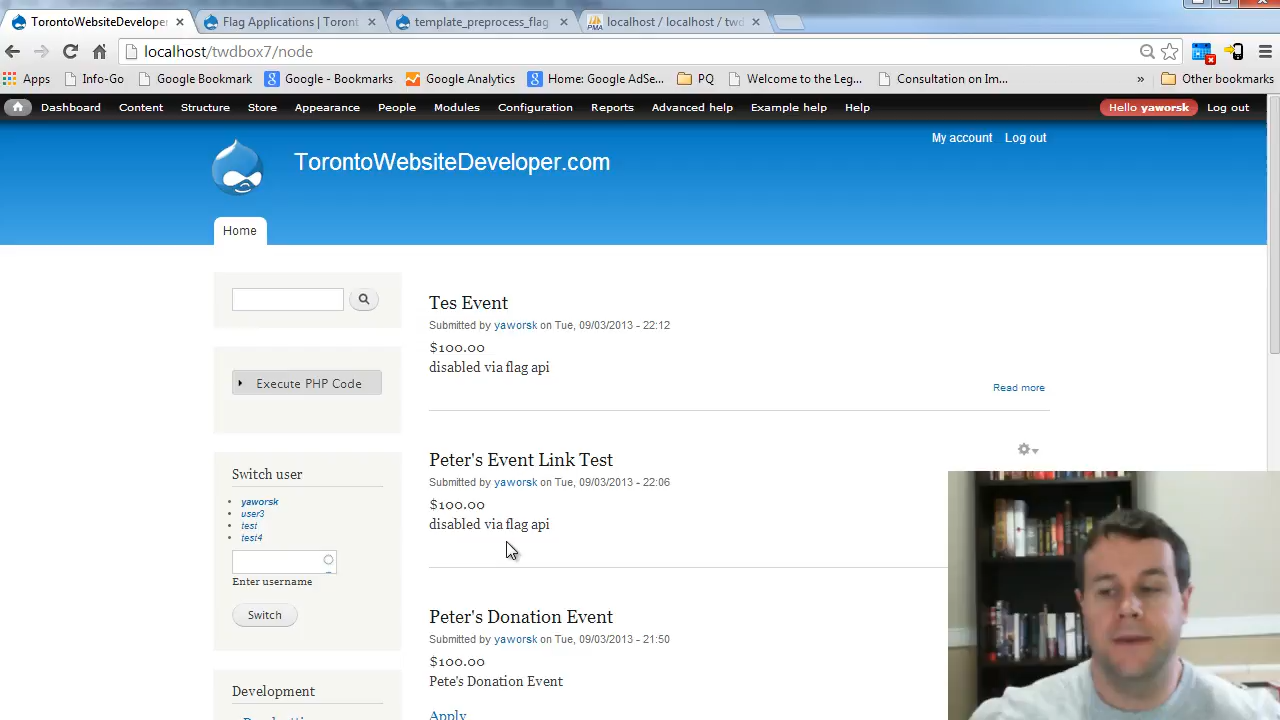 TorontoWebsiteDeveloper
Flag Applications | Toront
template_preprocess_flag
PMA
localhost / localhost / twd
localhost/twdbox7/node
Apps
Info-Go
Google Bookmark
Google - Bookmarks
Google Analytics
Home: Google AdSe...
PQ
Welcome to the Leg...
Consultation on Im...
»
Other bookmarks
Dashboard
Content
Structure
Store
Appearance
People
Modules
Configuration
Reports
Advanced help
Example help
Help
Hello yaworsk
Log out
My account
Log out
TorontoWebsiteDeveloper.com
Home
Execute PHP Code
Switch user
yaworsk
user3
test
test4
Enter username
Switch
Development
Tes Event
Submitted by yaworsk on Tue, 09/03/2013 - 22:12
$100.00
disabled via flag api
Read more
Peter's Event Link Test
Submitted by yaworsk on Tue, 09/03/2013 - 22:06
$100.00
disabled via flag api
Peter's Donation Event
Submitted by yaworsk on Tue, 09/03/2013 - 21:50
$100.00
Pete's Donation Event
Apply